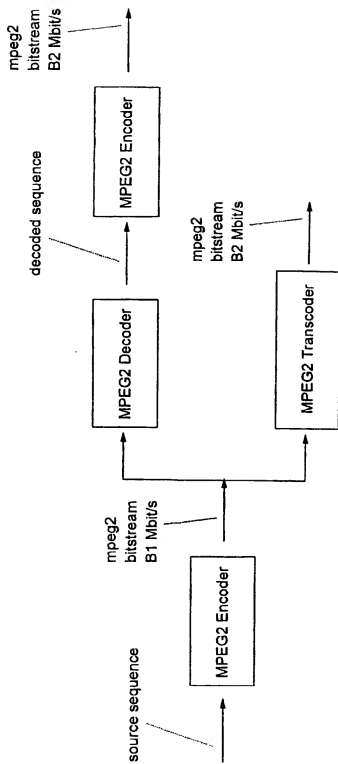 source sequence
MPEG2 Encoder
mpeg2
bitstream
B1 Mbit/s
MPEG2 Decoder
decoded sequence
MPEG2 Encoder
mpeg2
bitstream
B2 Mbit/s
MPEG2 Transcoder
mpeg2
bitstream
B2 Mbit/s